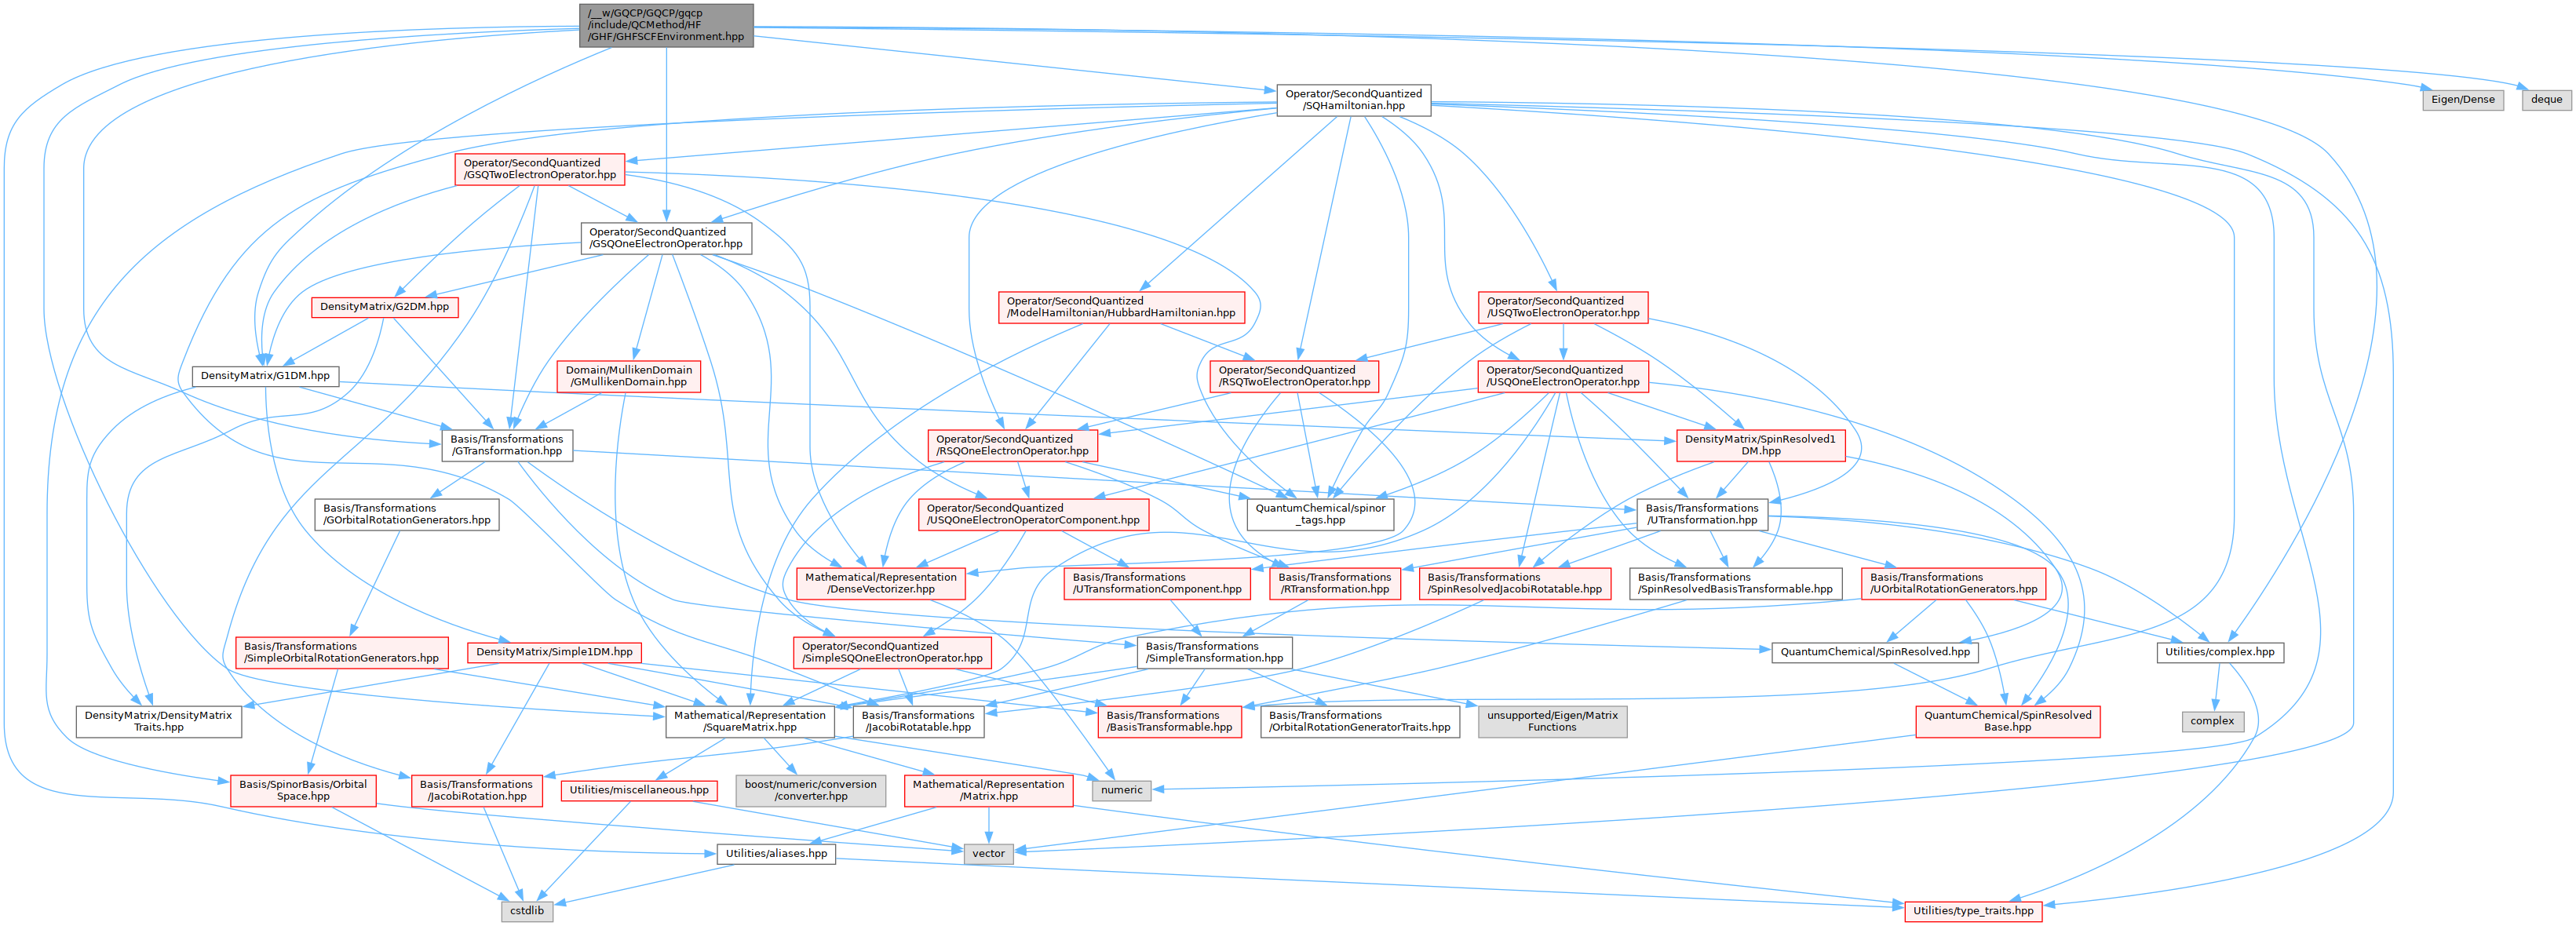 /__w/GQCP/GQCP/gqcp
/include/QCMethod/HF
/GHF/GHFSCFEnvironment.hpp
Operator/SecondQuantized
/SQHamiltonian.hpp
Eigen/Dense
deque
Operator/SecondQuantized
/GSQTwoElectronOperator.hpp
Operator/SecondQuantized
/GSQOneElectronOperator.hpp
DensityMatrix/G2DM.hpp
Operator/SecondQuantized
/ModelHamiltonian/HubbardHamiltonian.hpp
Operator/SecondQuantized
/USQTwoElectronOperator.hpp
DensityMatrix/G1DM.hpp
Domain/MullikenDomain
/GMullikenDomain.hpp
Operator/SecondQuantized
/RSQTwoElectronOperator.hpp
Operator/SecondQuantized
/USQOneElectronOperator.hpp
Basis/Transformations
/GTransformation.hpp
Operator/SecondQuantized
/RSQOneElectronOperator.hpp
DensityMatrix/SpinResolved1
DM.hpp
Basis/Transformations
/GOrbitalRotationGenerators.hpp
Operator/SecondQuantized
/USQOneElectronOperatorComponent.hpp
QuantumChemical/spinor
_tags.hpp
Basis/Transformations
/UTransformation.hpp
Mathematical/Representation
/DenseVectorizer.hpp
Basis/Transformations
/UTransformationComponent.hpp
Basis/Transformations
/RTransformation.hpp
Basis/Transformations
/SpinResolvedJacobiRotatable.hpp
Basis/Transformations
/SpinResolvedBasisTransformable.hpp
Basis/Transformations
/UOrbitalRotationGenerators.hpp
Basis/Transformations
/SimpleOrbitalRotationGenerators.hpp
DensityMatrix/Simple1DM.hpp
Operator/SecondQuantized
/SimpleSQOneElectronOperator.hpp
Basis/Transformations
/SimpleTransformation.hpp
QuantumChemical/SpinResolved.hpp
Utilities/complex.hpp
DensityMatrix/DensityMatrix
Traits.hpp
Mathematical/Representation
/SquareMatrix.hpp
Basis/Transformations
/JacobiRotatable.hpp
Basis/Transformations
/BasisTransformable.hpp
Basis/Transformations
/OrbitalRotationGeneratorTraits.hpp
unsupported/Eigen/Matrix
Functions
QuantumChemical/SpinResolved
Base.hpp
complex
Basis/SpinorBasis/Orbital
Space.hpp
Basis/Transformations
/JacobiRotation.hpp
Utilities/miscellaneous.hpp
boost/numeric/conversion
/converter.hpp
Mathematical/Representation
/Matrix.hpp
numeric
Utilities/aliases.hpp
vector
cstdlib
Utilities/type_traits.hpp